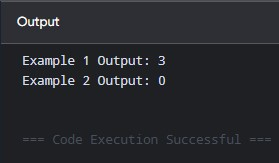 Output
Example 1 Output: 3
Example 2 Output: 0
=== Code Execution Successful ===